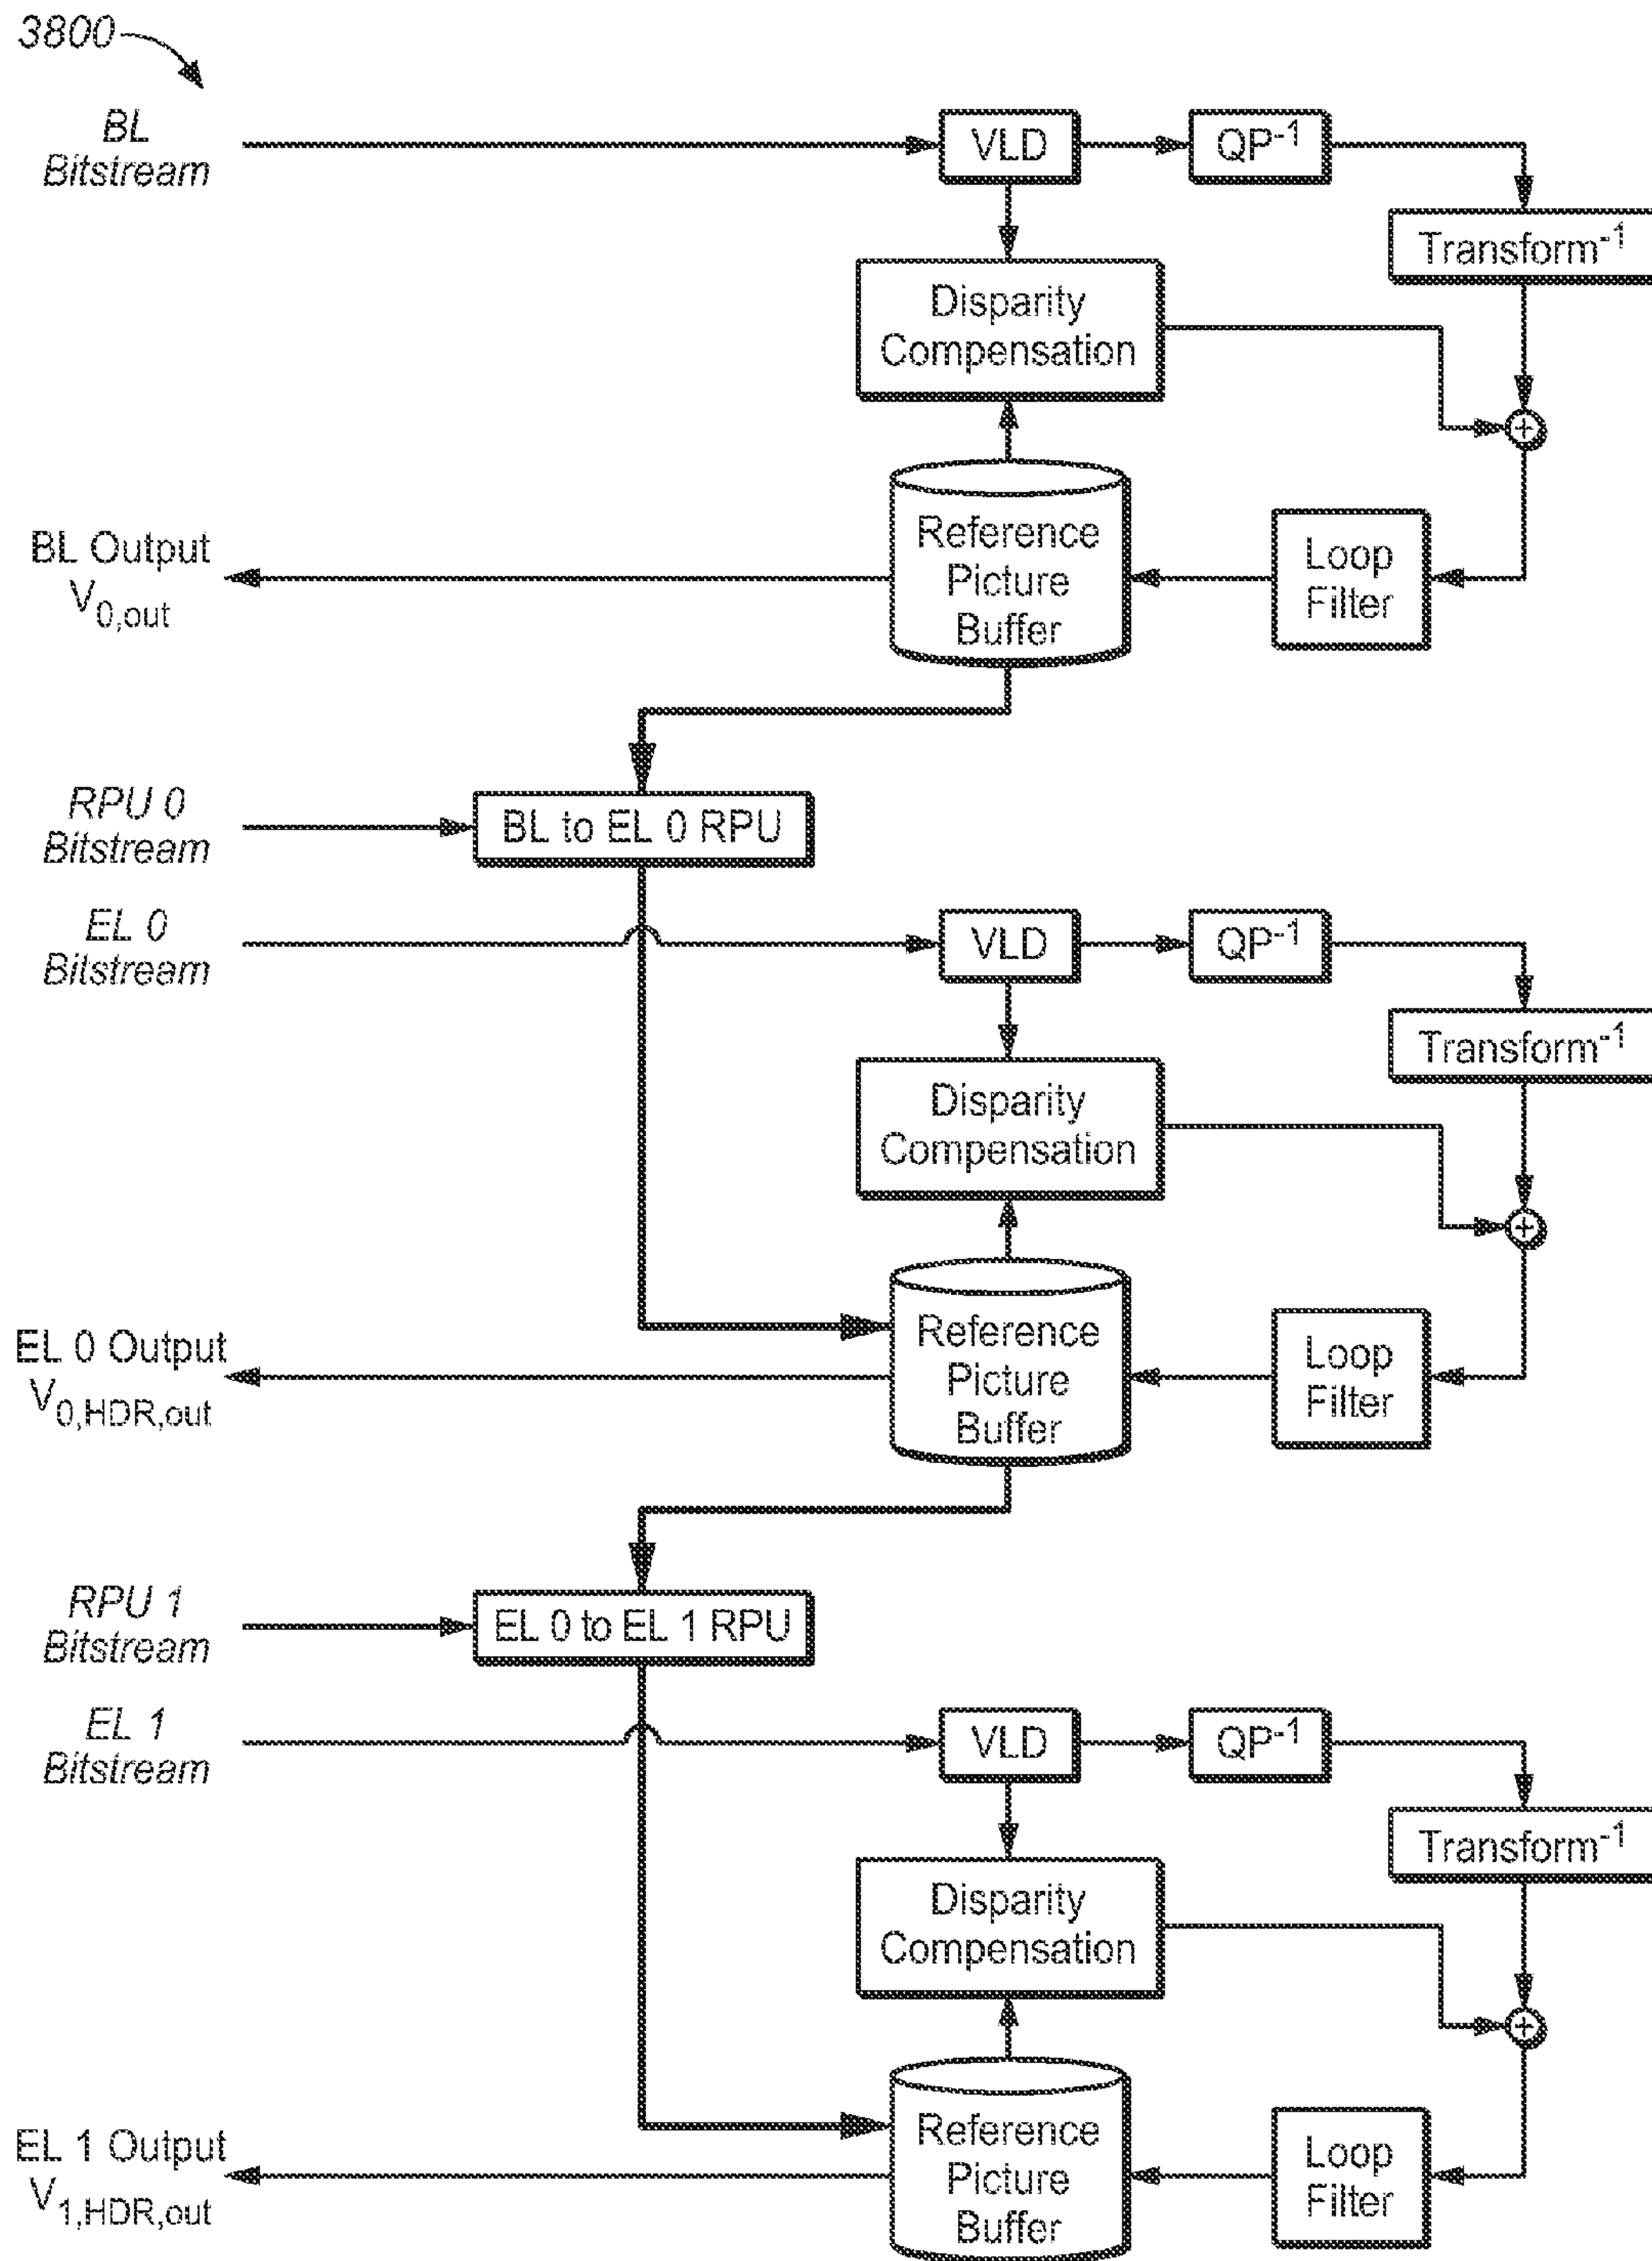 3800
BL
Bitstream
VLD
QP-1
Transform-1
Disparity
Compensation
+
BL Output
V0,out
Reference
Picture
Buffer
Loop
Filter
RPU 0
Bitstream
BL to EL 0 RPU
EL 0
Bitstream
VLD
QP-1
Transform-1
Disparity
Compensation
+
EL 0 Output
V0,HDR,out
Reference
Picture
Buffer
Loop
Filter
RPU 1
Bitstream
EL 0 to EL 1 RPU
EL 1
Bitstream
VLD
QP-1
Transform-1
Disparity
Compensation
+
EL 1 Output
V1,HDR,out
Reference
Picture
Buffer
Loop
Filter